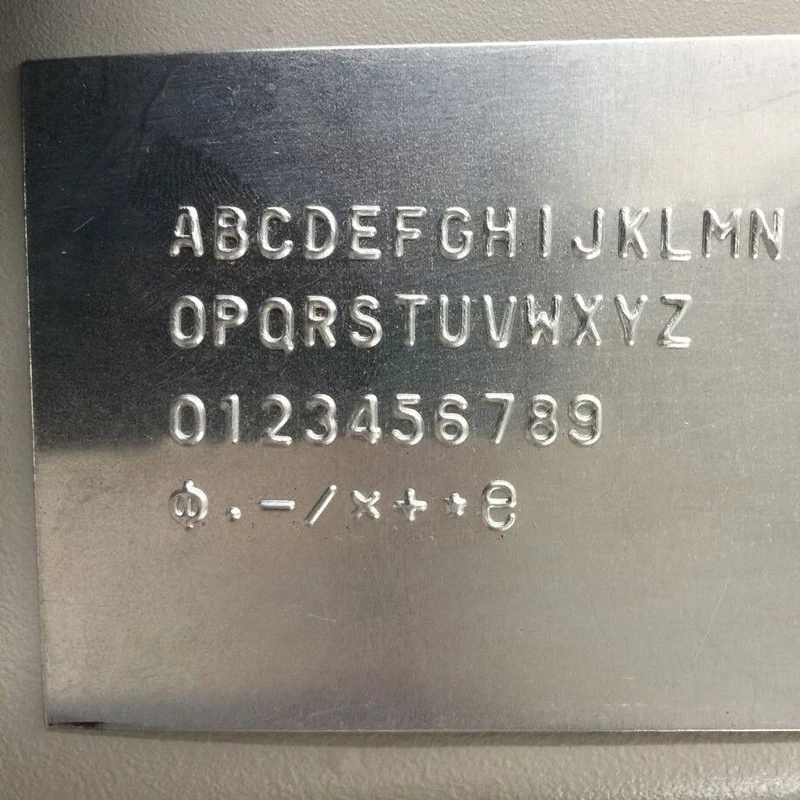 ABCDEFGHIJKLMN
OPQRSTUVWXYZ
0123456789
.-/×+*